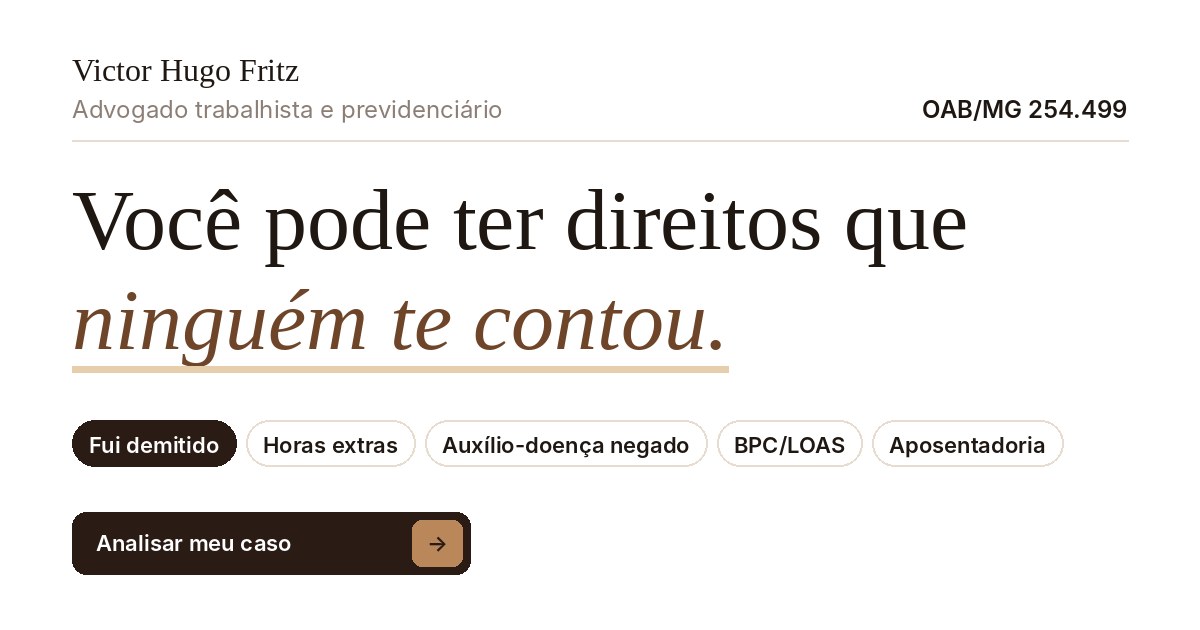 Victor Hugo Fritz
Advogado trabalhista e previdenciário
OAB/MG 254.499
Você pode ter direitos que
ninguém te contou.
Fui demitido
Horas extras
Auxílio-doença negado
BPC/LOAS
Aposentadoria
Analisar meu caso →